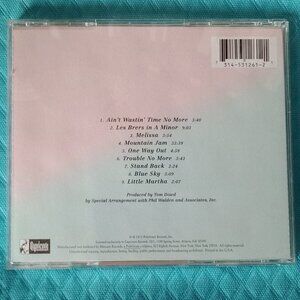 314-531261-2
1. Ain't Wastin' Time No More 3:40
2. Les Brers in A Minor 9:03
3. Melissa 3:54
4. Mountain Jam 33:39
5. One Way Out 4:58
6. Trouble No More 3:43
7. Stand Back 3:24
8. Blue Sky 5:09
9. Little Martha 2:07
Produced by Tom Dowd
by Special Arrangement with Phil Walden and Associates, Inc.
Capricorn